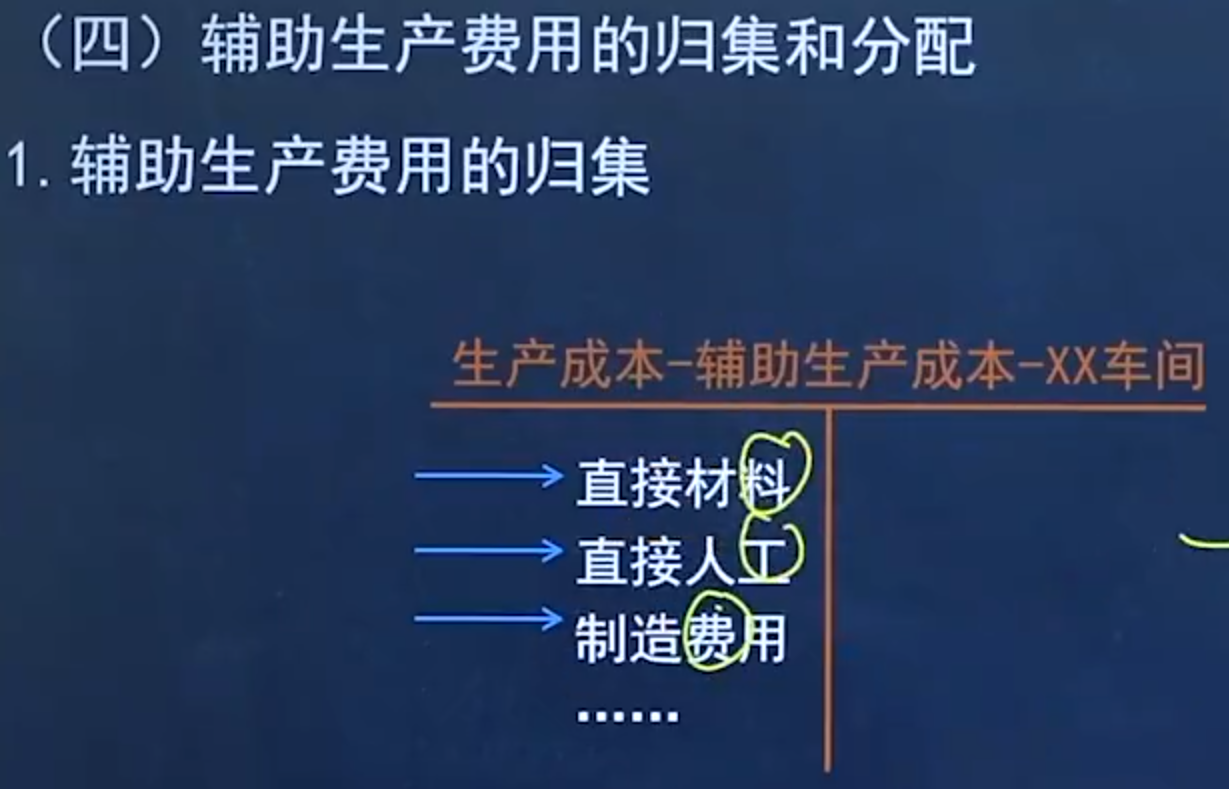 （四）辅助生产费用的归集和分配
1.辅助生产费用的归集
生产成本-辅助生产成本-XX车间
直接材料
直接人工
制造费用
……